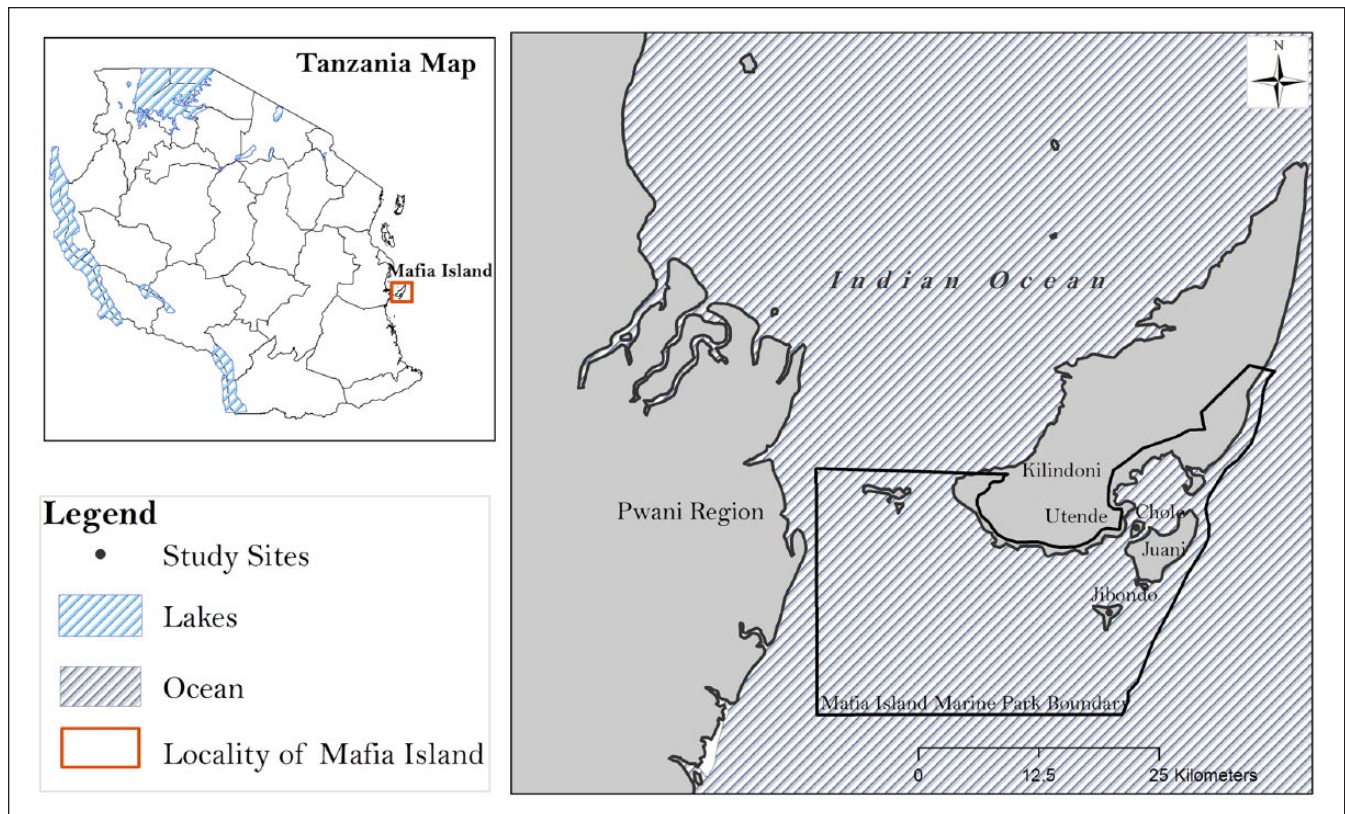 Tanzania Map
Mafia Island
Legend
Study Sites
Lakes
Ocean
Locality of Mafia Island
N
Indian Ocean
Kilindoni
Pwani Region
Utende
Chole
Juani
Jibondo
Mafia Island Marine Park Boundary
0 12.5 25 Kilometers